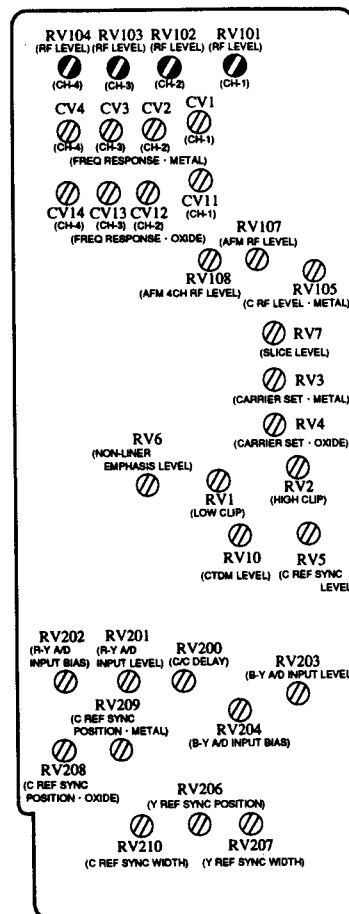 RV104 RV103 RV102 RV101
(RF LEVEL) (RF LEVEL) (RF LEVEL) (RF LEVEL)
(CH-4) (CH-3) (CH-2) (CH-1)
CV4 CV3 CV2 CV1
(CH-4) (CH-3) (CH-2) (CH-1)
(FREQ RESPONSE · METAL)
CV14 CV13 CV12 CV11
(CH-4) (CH-3) (CH-2) (CH-1)
(FREQ RESPONSE · OXIDE)
RV107
(AFM RF LEVEL)
RV108
(AFM 4CH RF LEVEL)
RV105
(C RF LEVEL · METAL)
RV7
(SLICE LEVEL)
RV3
(CARRIER SET · METAL)
RV4
(CARRIER SET · OXIDE)
RV6
(NON-LINER
EMPHASIS LEVEL)
RV1
(LOW CLIP)
RV2
(HIGH CLIP)
RV10
(CTDM LEVEL)
RV5
(C REF SYNC
LEVEL
RV202
(R-Y A/D
INPUT BIAS)
RV201
(R-Y A/D
INPUT LEVEL)
RV200
(C/C DELAY)
RV203
(B-Y A/D INPUT LEVEL
RV209
(C REF SYNC
POSITION · METAL)
RV204
(B-Y A/D INPUT BIAS)
RV208
(C REF SYNC
POSITION · OXIDE)
RV206
(Y REF SYNC POSITION)
RV210
(C REF SYNC WIDTH)
RV207
(Y REF SYNC WIDTH)